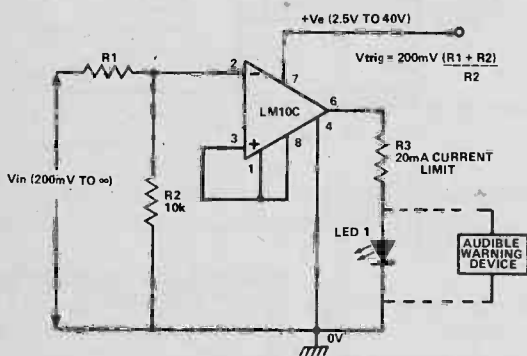 +Ve (2.5V TO 40V)
Vtrig = 200mV (R1 + R2)
R2
R1
2
7
LM10C
6
3
1
8
4
R3
20mA CURRENT
LIMIT
Vin (200mV TO ∞)
R2
10k
LED 1
AUDIBLE
WARNING
DEVICE
0V